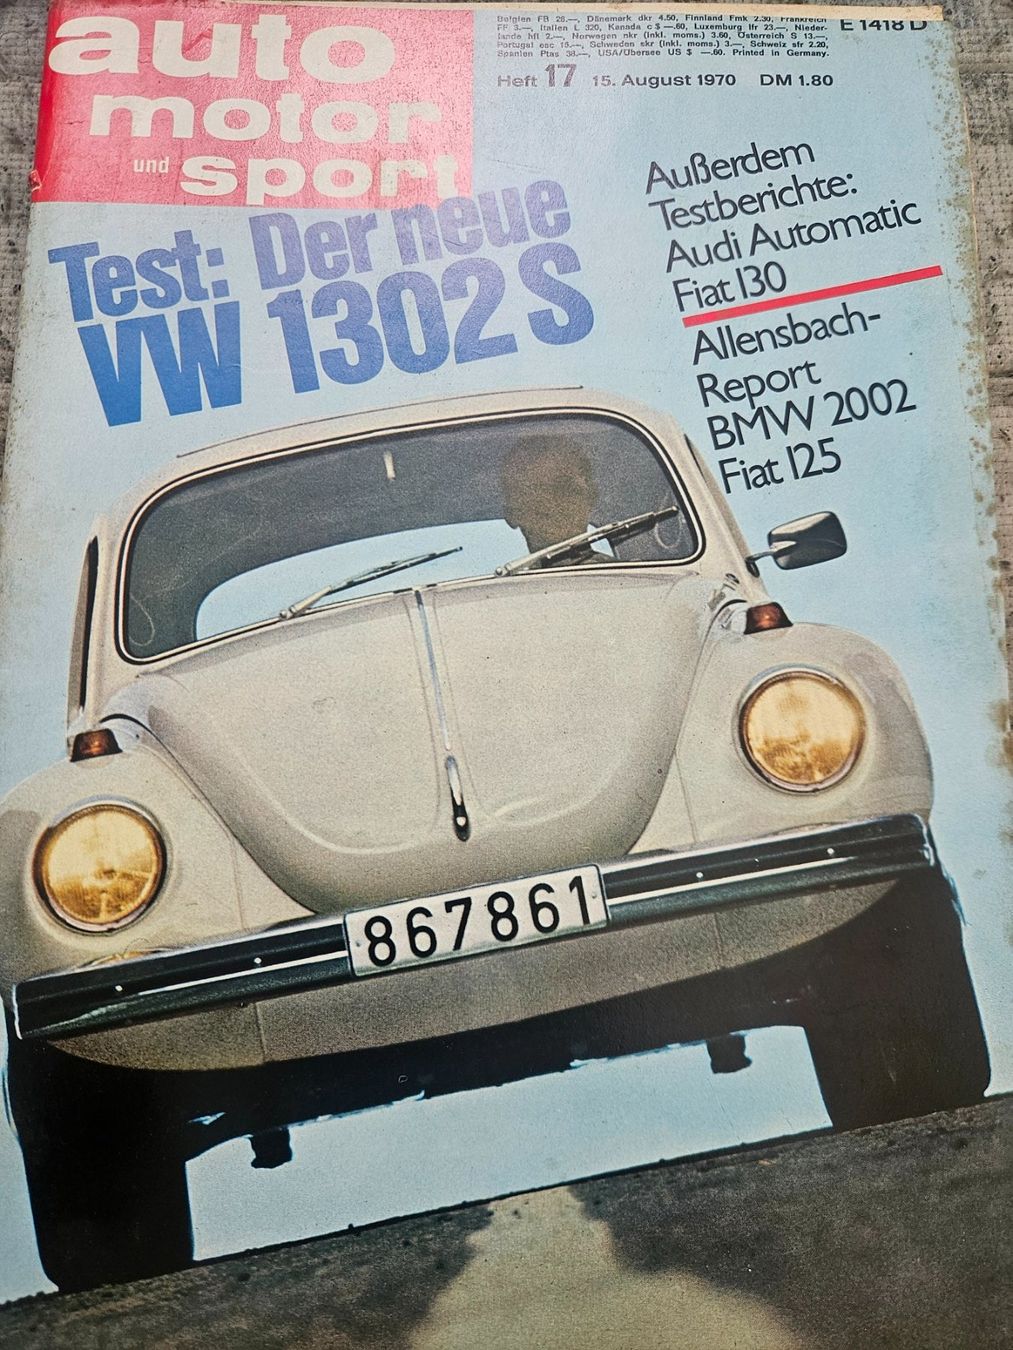 auto
motor
und sport
Belgien FB 28.—, Dänemark dkr 4.50, Finnland Fmk 2.30, Frankreich
FF 3.—, Italien L 320, Kanada c $ —.60, Luxemburg lfr 23.—, Nieder-
lande hfl 2.—, Norwegen nkr (inkl. moms.) 3.60, Österreich S 13.—,
Portugal esc 15.—, Schweden skr (inkl. moms.) 3.—, Schweiz sfr 2.20,
Spanien Ptas 38.—, USA/Übersee US $ —.60. Printed in Germany.
E 1418 D
Heft 17 15. August 1970 DM 1.80
Test: Der neue
VW 1302 S
Außerdem
Testberichte:
Audi Automatic
Fiat 130
Allensbach-
Report
BMW 2002
Fiat 125
867861